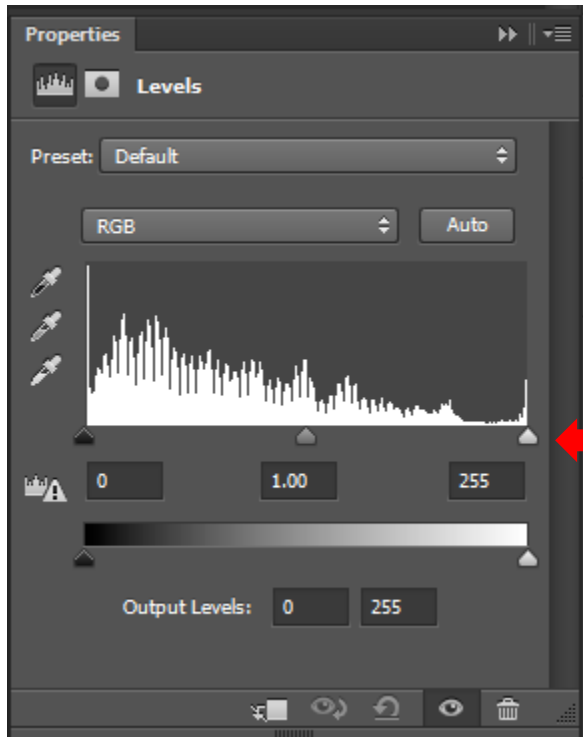 Properties
Levels
Preset: Default
RGB Auto
0 1.00 255
Output Levels: 0 255